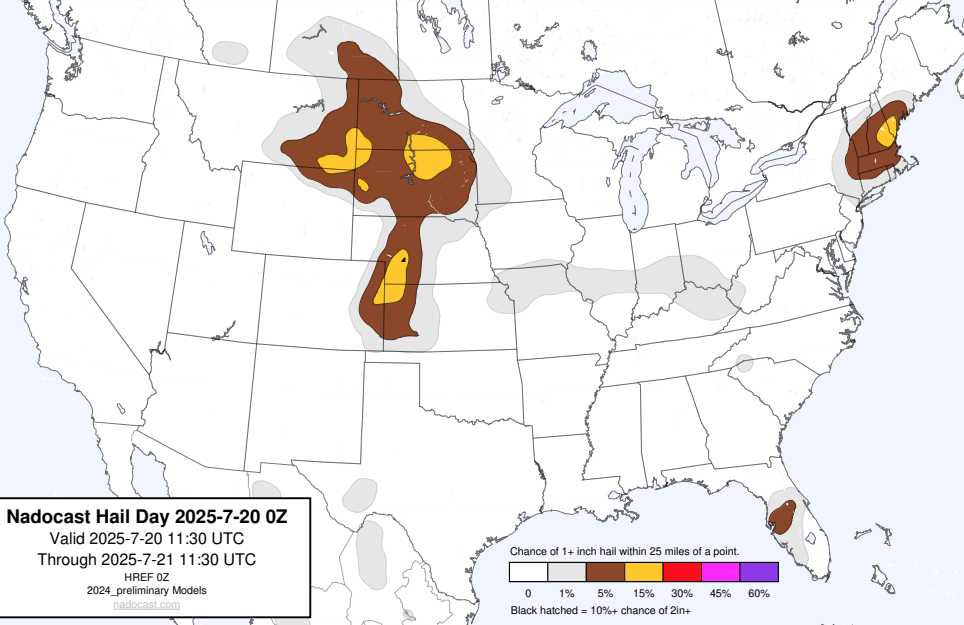 Nadocast Hail Day 2025-7-20 0Z
Valid 2025-7-20 11:30 UTC
Through 2025-7-21 11:30 UTC
HREF 0Z
2024_preliminary Models
nadocast.com
Chance of 1+ inch hail within 25 miles of a point.
0 1% 5% 15% 30% 45% 60%
Black hatched = 10%+ chance of 2in+